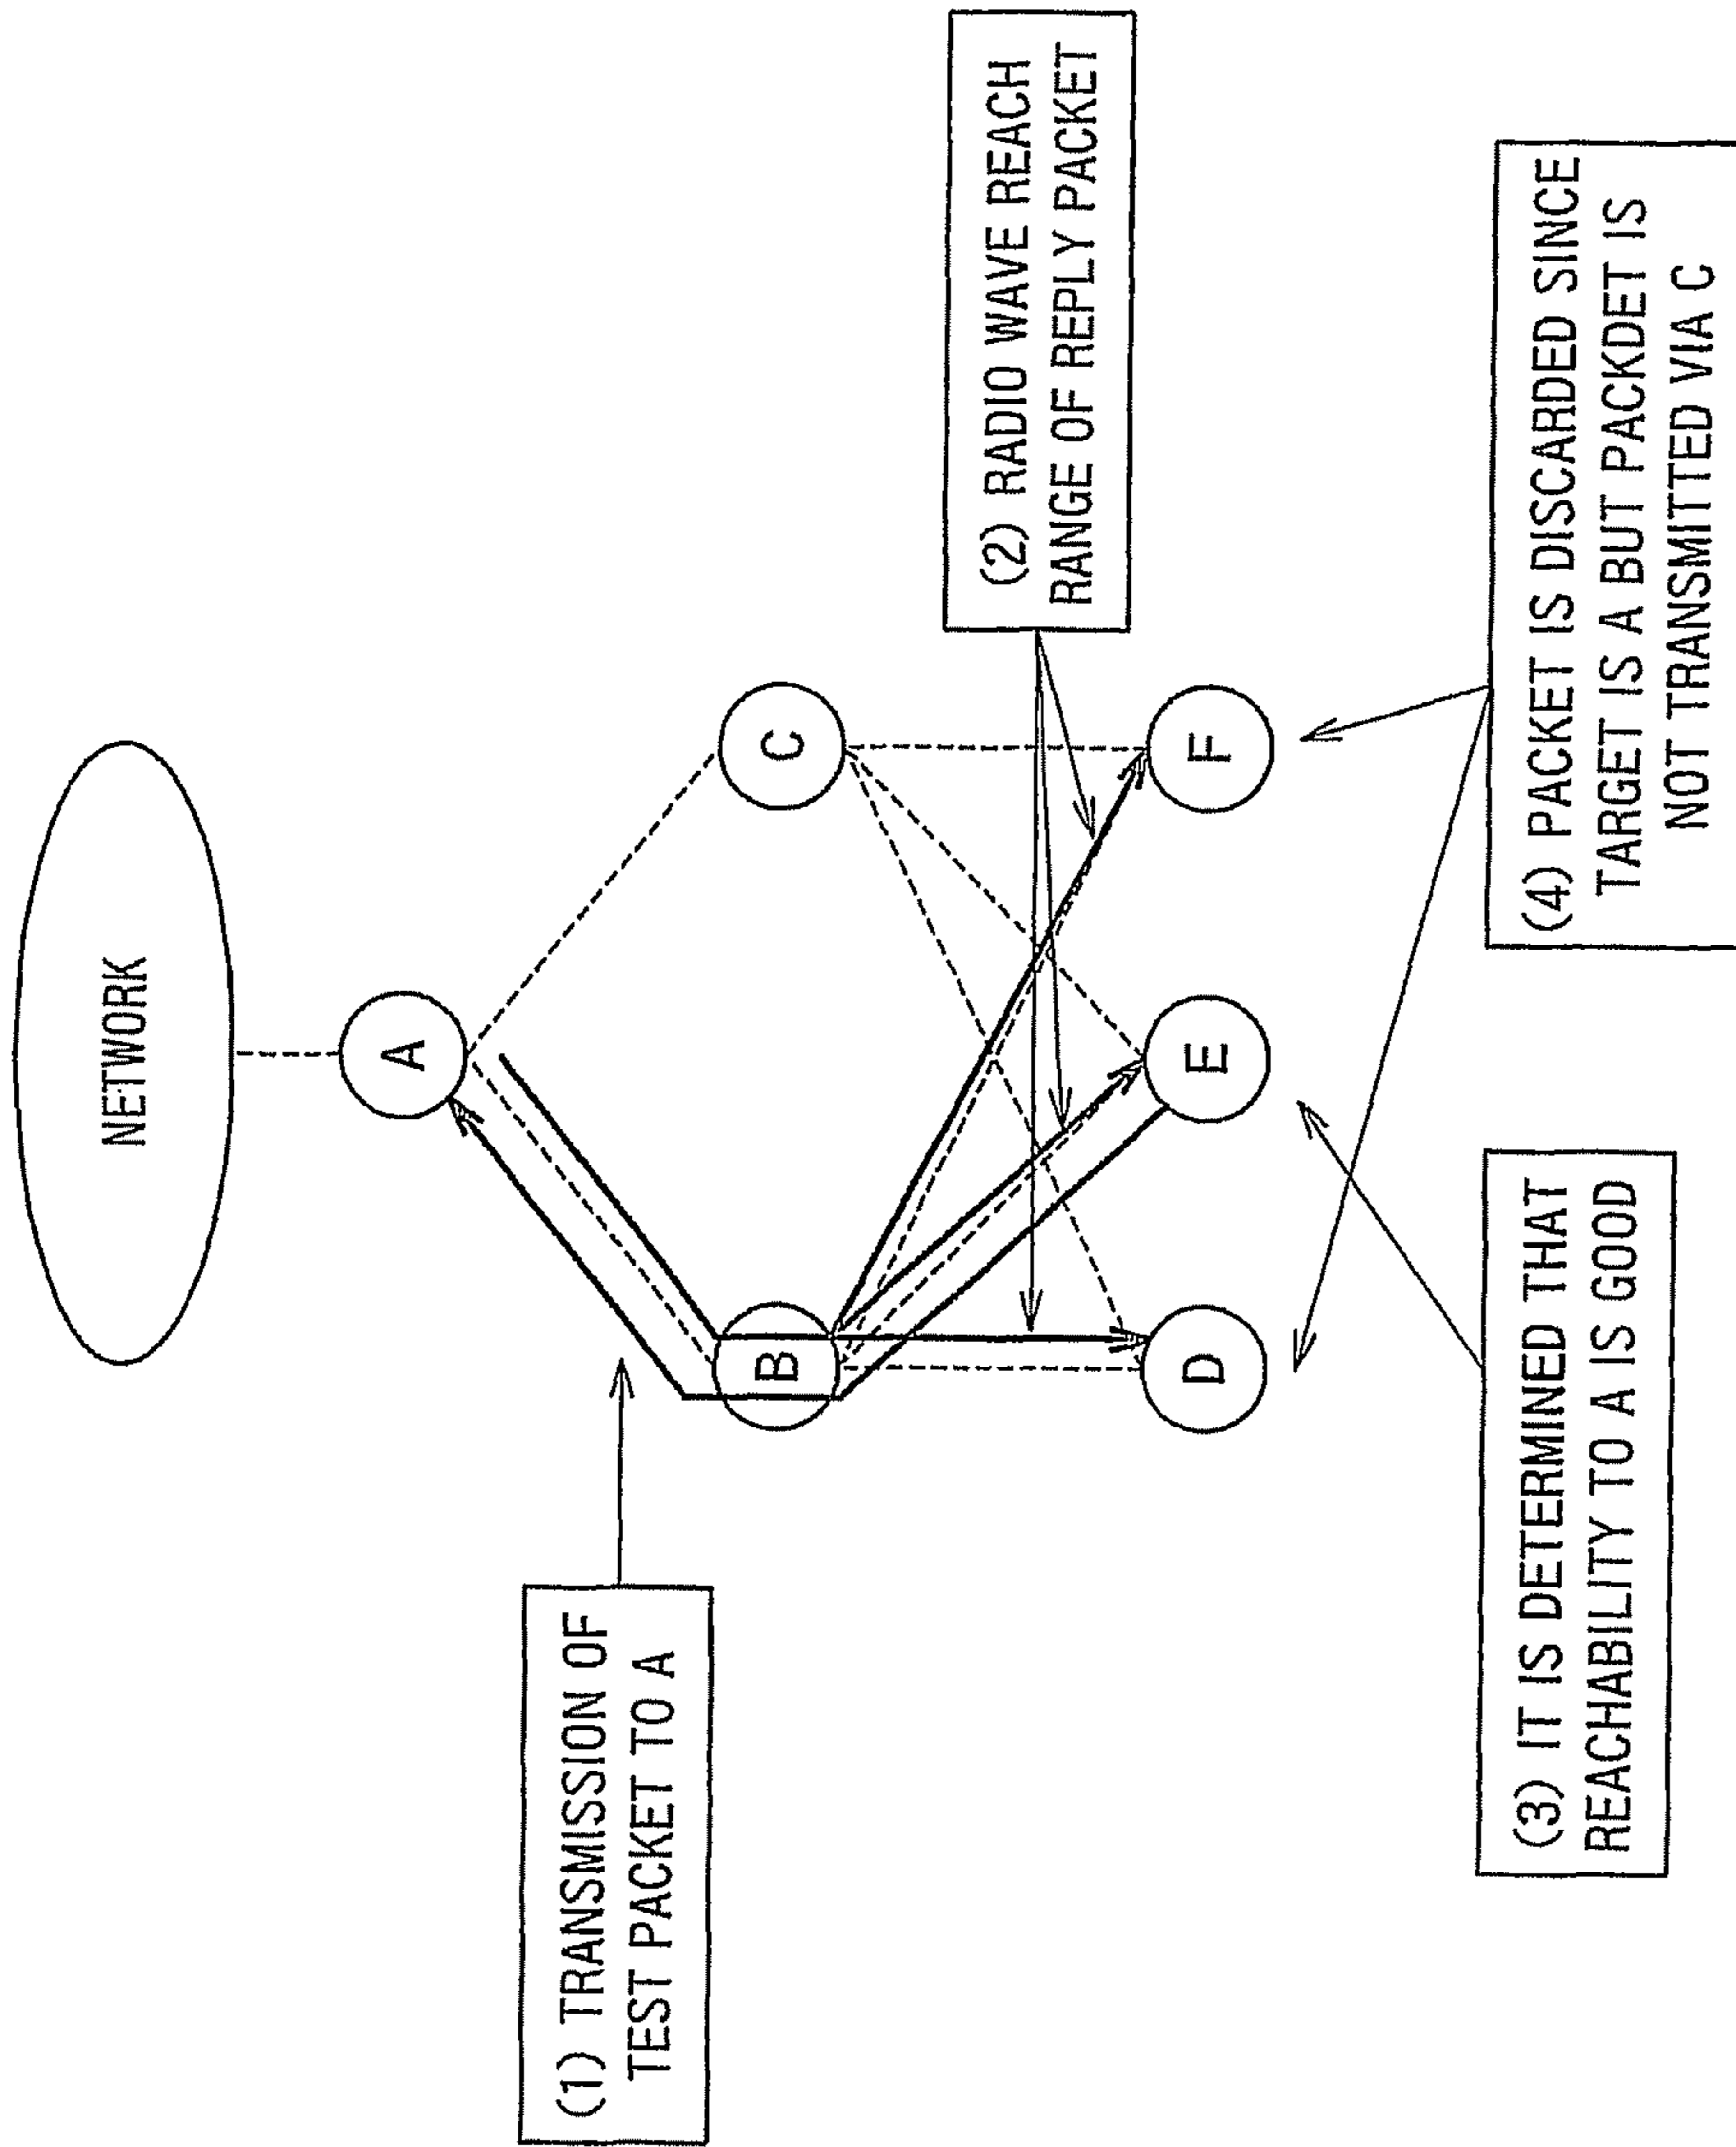 NETWORK
A
B
C
D
E
F
(1) TRANSMISSION OF
TEST PACKET TO A
(2) RADIO WAVE REACH
RANGE OF REPLY PACKET
(3) IT IS DETERMINED THAT
REACHABILITY TO A IS GOOD
(4) PACKET IS DISCARDED SINCE
TARGET IS A BUT PACKDET IS
NOT TRANSMITTED VIA C